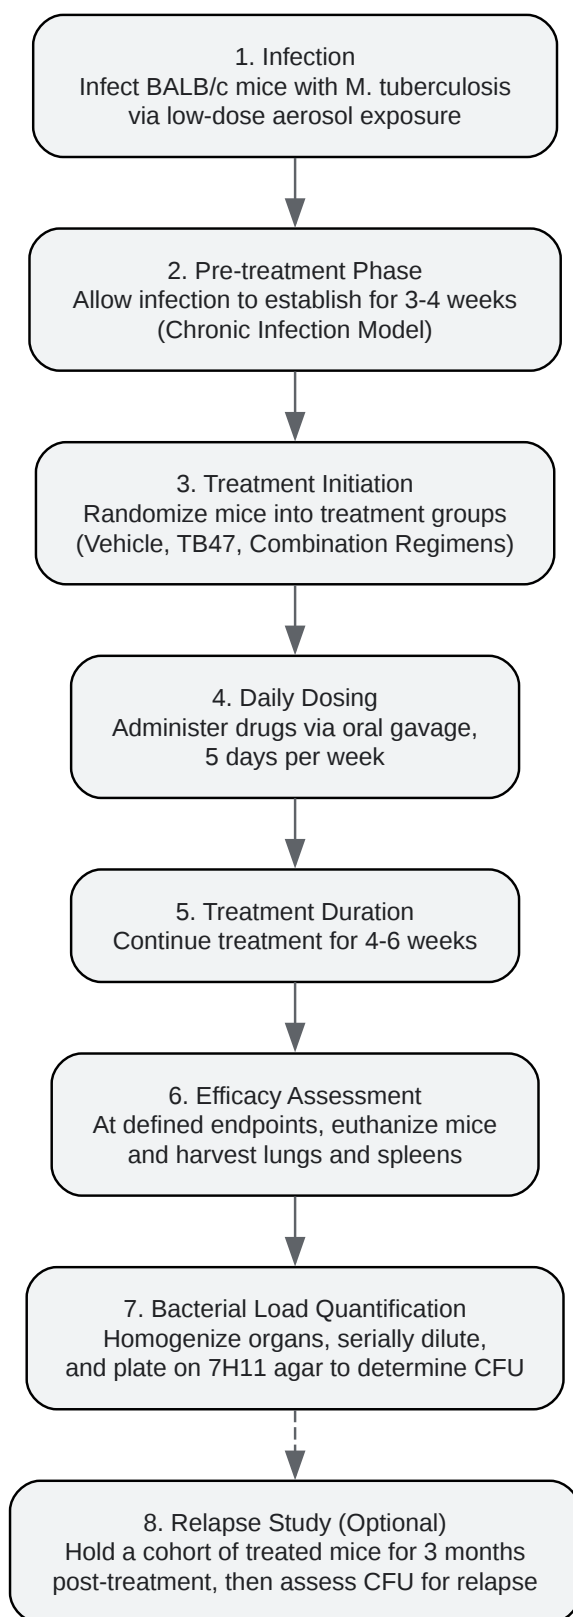 1. Infection
Infect BALB/c mice with M. tuberculosis
via low-dose aerosol exposure
2. Pre-treatment Phase
Allow infection to establish for 3-4 weeks
(Chronic Infection Model)
3. Treatment Initiation
Randomize mice into treatment groups
(Vehicle, TB47, Combination Regimens)
4. Daily Dosing
Administer drugs via oral gavage,
5 days per week
5. Treatment Duration
Continue treatment for 4-6 weeks
6. Efficacy Assessment
At defined endpoints, euthanize mice
and harvest lungs and spleens
7. Bacterial Load Quantification
Homogenize organs, serially dilute,
and plate on 7H11 agar to determine CFU
8. Relapse Study (Optional)
Hold a cohort of treated mice for 3 months
post-treatment, then assess CFU for relapse